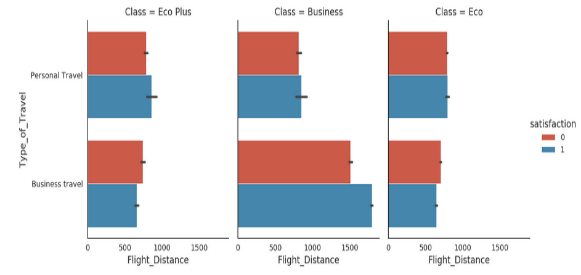 Class = Eco Plus
Class = Business
Class = Eco
Type_of_Travel
Personal Travel
Business travel
0 500 1000 1500
0 500 1000 1500
0 500 1000 1500
Flight_Distance
Flight_Distance
Flight_Distance
satisfaction
0
1